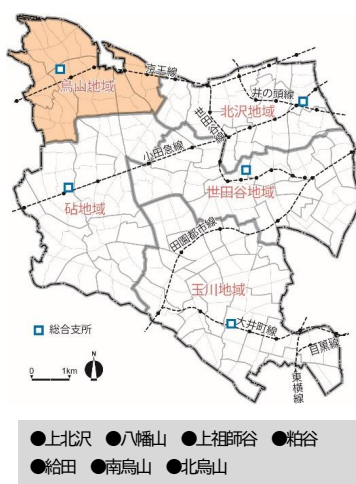 京王線
烏山地域
井の頭線
北沢地域
世田谷線
小田急線
世田谷地域
砧地域
田園都市線
玉川地域
大井町線
目黒線
東横線
総合支所
N
0 1km
●上北沢 ●八幡山 ●上祖師谷 ●粕谷
●給田 ●南烏山 ●北烏山